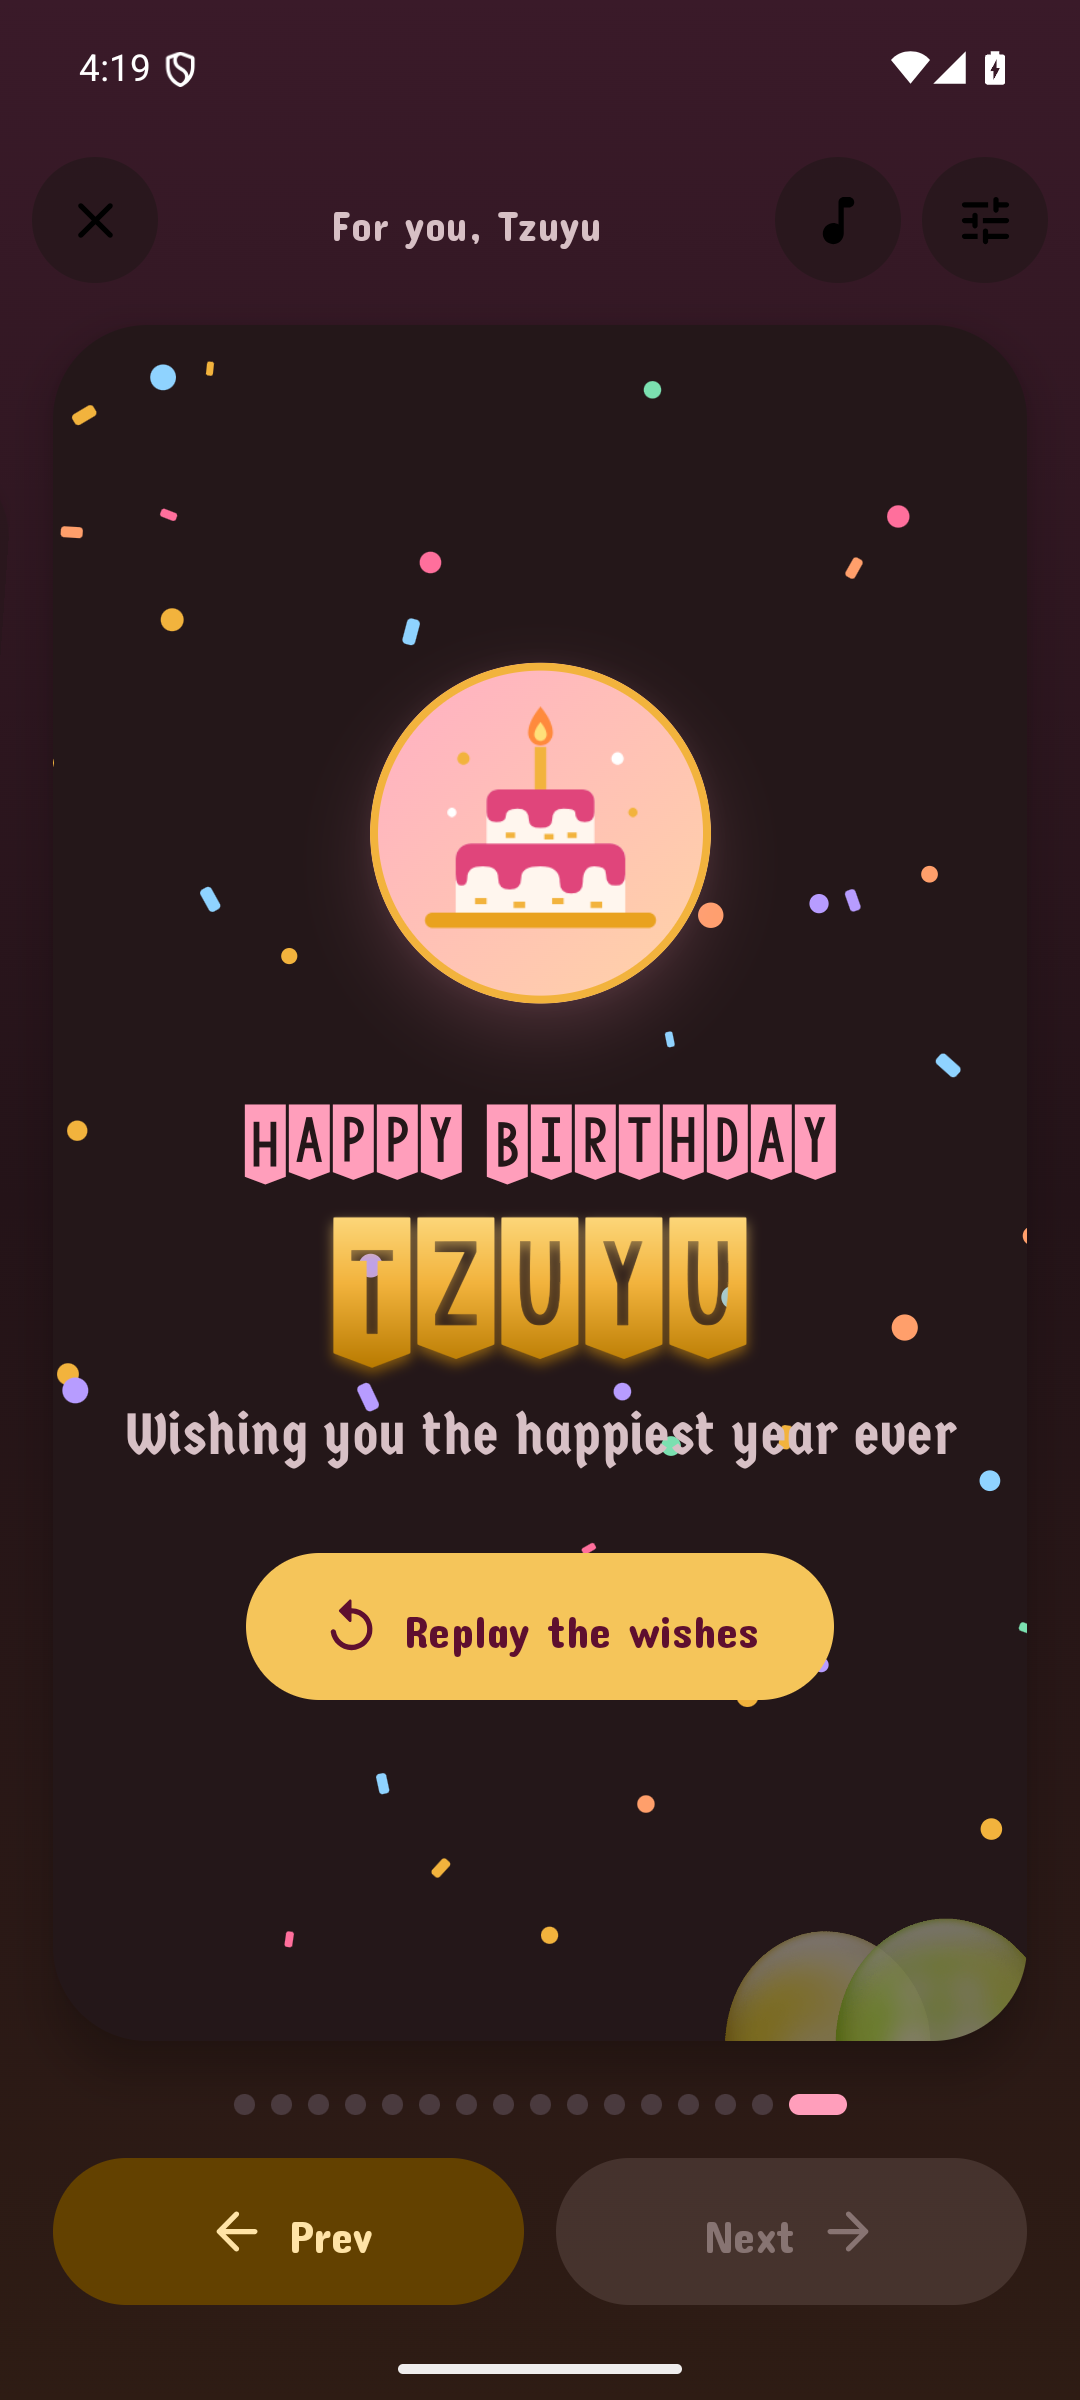 4:19
For you, Tzuyu
HAPPY BIRTHDAY
TZUYU
Wishing you the happiest year ever
Replay the wishes
Prev
Next